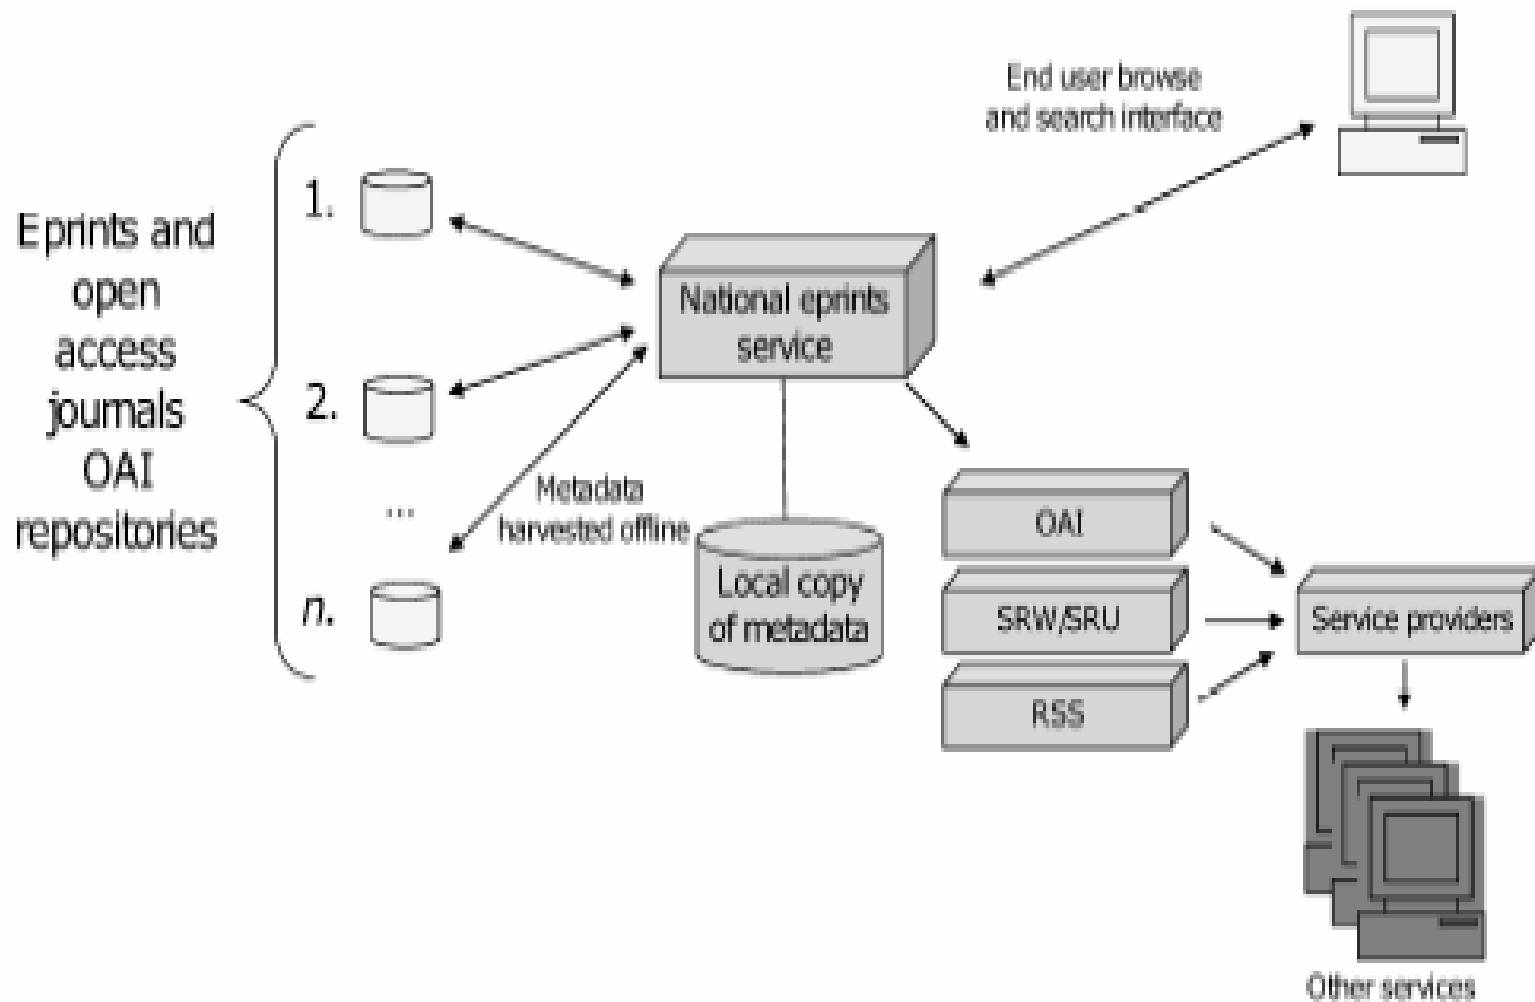 Eprints and
open
access
journals
OAI
repositories
1.
2.
...
n.
Metadata
harvested offline
National eprints
service
Local copy
of metadata
End user browse
and search interface
OAI
SRW/SRU
RSS
Service providers
Other services